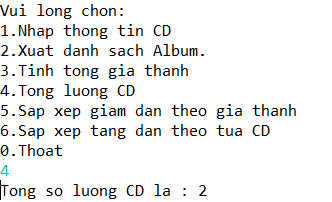 Vui long chon:
1.Nhap thong tin CD
2.Xuat danh sach Album.
3.Tinh tong gia thanh
4.Tong luong CD
5.Sap xep giam dan theo gia thanh
6.Sap xep tang dan theo tua CD
0.Thoat
4
Tong so luong CD la : 2